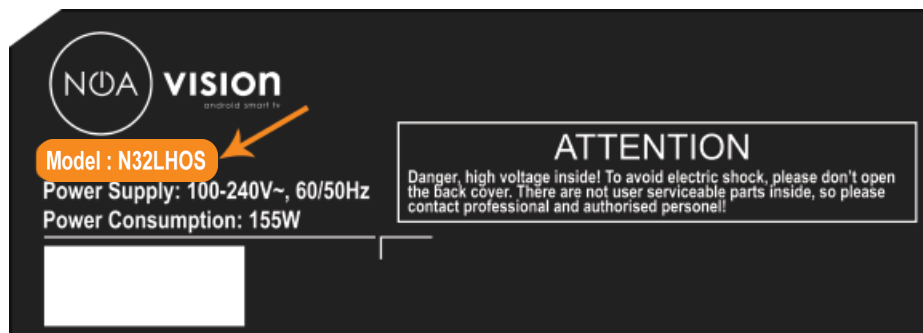 NOA VISION
android smart tv
Model : N32LHOS
Power Supply: 100-240V~, 60/50Hz
Power Consumption: 155W
ATTENTION
Danger, high voltage inside! To avoid electric shock, please don't open
the back cover. There are not user serviceable parts inside, so please
contact professional and authorised personel!